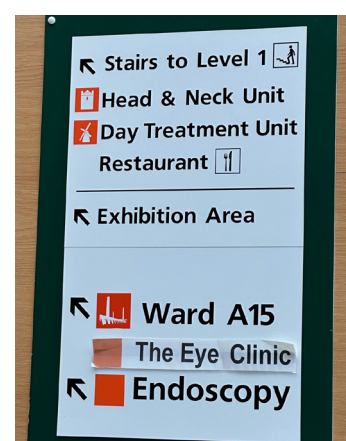 Stairs to Level 1
Head & Neck Unit
Day Treatment Unit
Restaurant
Exhibition Area
Ward A15
The Eye Clinic
Endoscopy